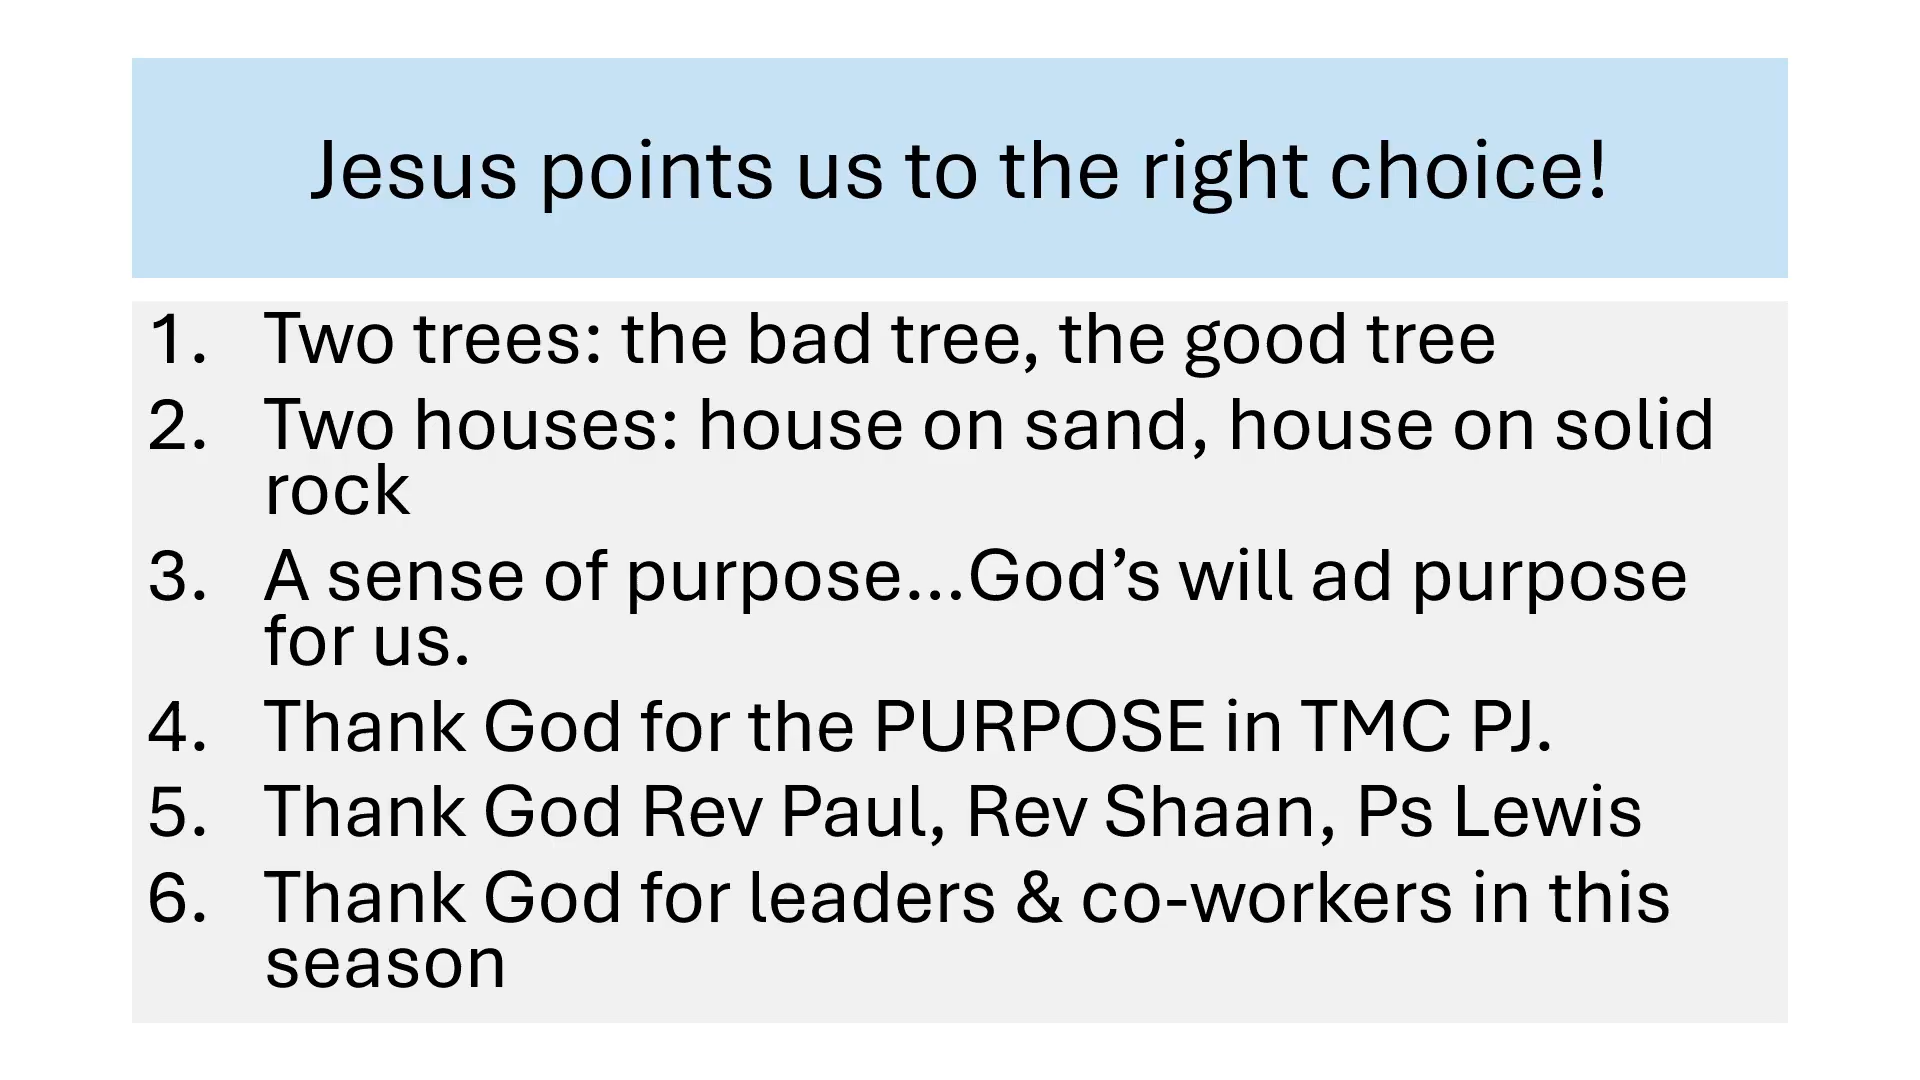 Jesus points us to the right choice!
1. Two trees: the bad tree, the good tree
2. Two houses: house on sand, house on solid
rock
3. A sense of purpose…God’s will ad purpose
for us.
4. Thank God for the PURPOSE in TMC PJ.
5. Thank God Rev Paul, Rev Shaan, Ps Lewis
6. Thank God for leaders & co-workers in this
season